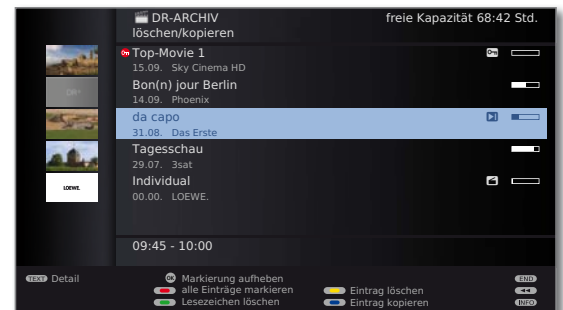 DR-ARCHIV freie Kapazität 68:42 Std.
löschen/kopieren
Top-Movie 1
15.09. Sky Cinema HD
DR+
Bon(n) jour Berlin
14.09. Phoenix
da capo
31.08. Das Erste
Tagesschau
29.07. 3sat
LOEWE.
Individual
00.00. LOEWE.
09:45 - 10:00
TEXT Detail OK Markierung aufheben END
alle Einträge markieren Eintrag löschen
Lesezeichen löschen Eintrag kopieren INFO